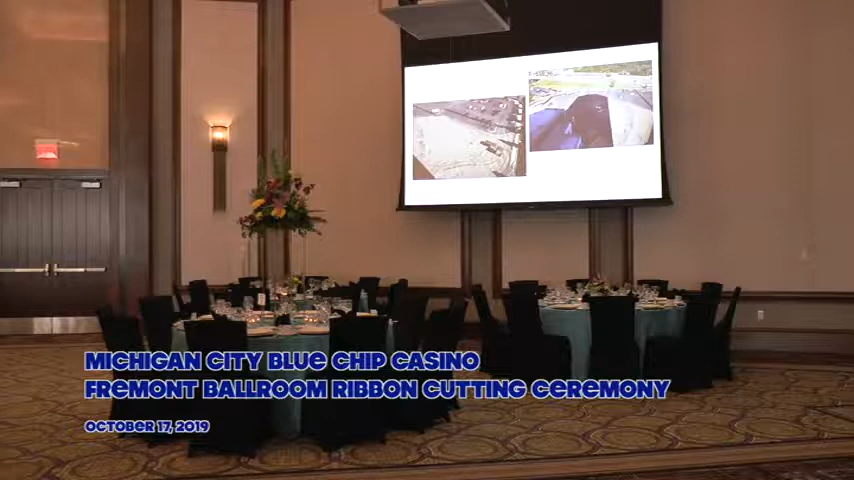 MICHIGAN CITY BLUE CHIP CASINO
FREMONT BALLROOM RIBBON CUTTING CEREMONY
OCTOBER 17, 2019